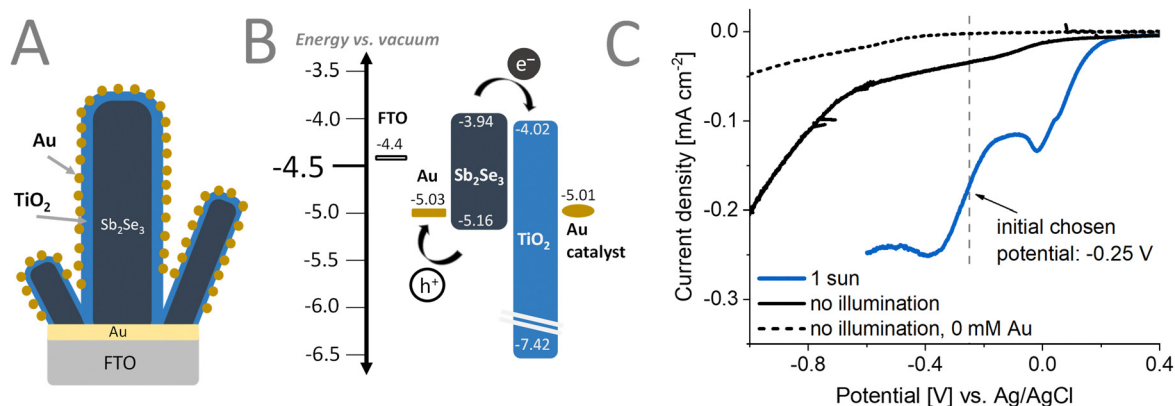 A
Au
TiO2
Sb2Se3
Au
FTO
B
Energy vs. vacuum
-3.5
-4.0
-4.5
-5.0
-5.5
-6.0
-6.5
FTO
-4.4
Au
-5.03
-3.94
Sb2Se3
-5.16
e−
h+
-4.02
TiO2
-7.42
-5.01
Au
catalyst
C
Current density [mA cm-2]
0.0
-0.1
-0.2
-0.3
initial chosen
potential: -0.25 V
1 sun
no illumination
no illumination, 0 mM Au
-0.8
-0.4
0.0
0.4
Potential [V] vs. Ag/AgCl